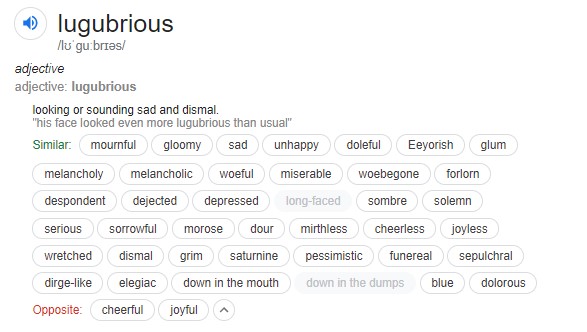 lugubrious
/lʊˈɡuːbrɪəs/
adjective
adjective: lugubrious
looking or sounding sad and dismal.
"his face looked even more lugubrious than usual"
Similar: mournful gloomy sad unhappy doleful Eeyorish glum
melancholy melancholic woeful miserable woebegone forlorn
despondent dejected depressed long-faced sombre solemn
serious sorrowful morose dour mirthless cheerless joyless
wretched dismal grim saturnine pessimistic funereal sepulchral
dirge-like elegiac down in the mouth down in the dumps blue dolorous
Opposite: cheerful joyful